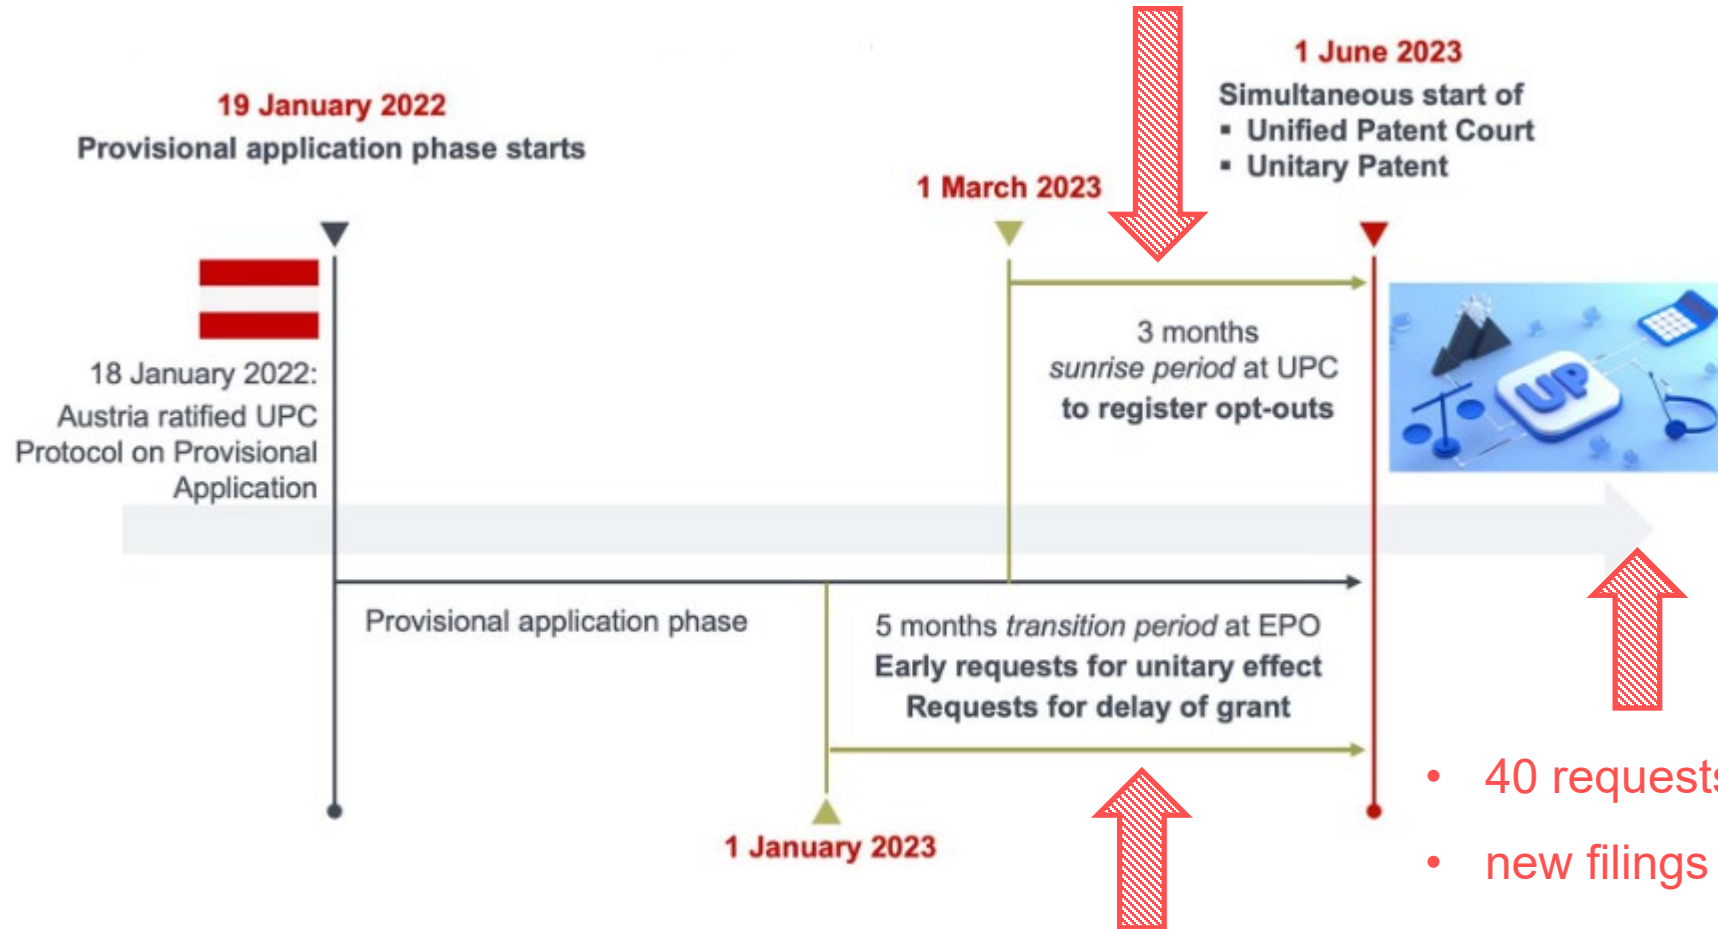 19 January 2022
Provisional application phase starts
1 March 2023
1 June 2023
Simultaneous start of
▪ Unified Patent Court
▪ Unitary Patent
18 January 2022:
Austria ratified UPC
Protocol on Provisional
Application
3 months
sunrise period at UPC
to register opt-outs
UP
Provisional application phase
5 months transition period at EPO
Early requests for unitary effect
Requests for delay of grant
1 January 2023
• 40 requests
• new filings